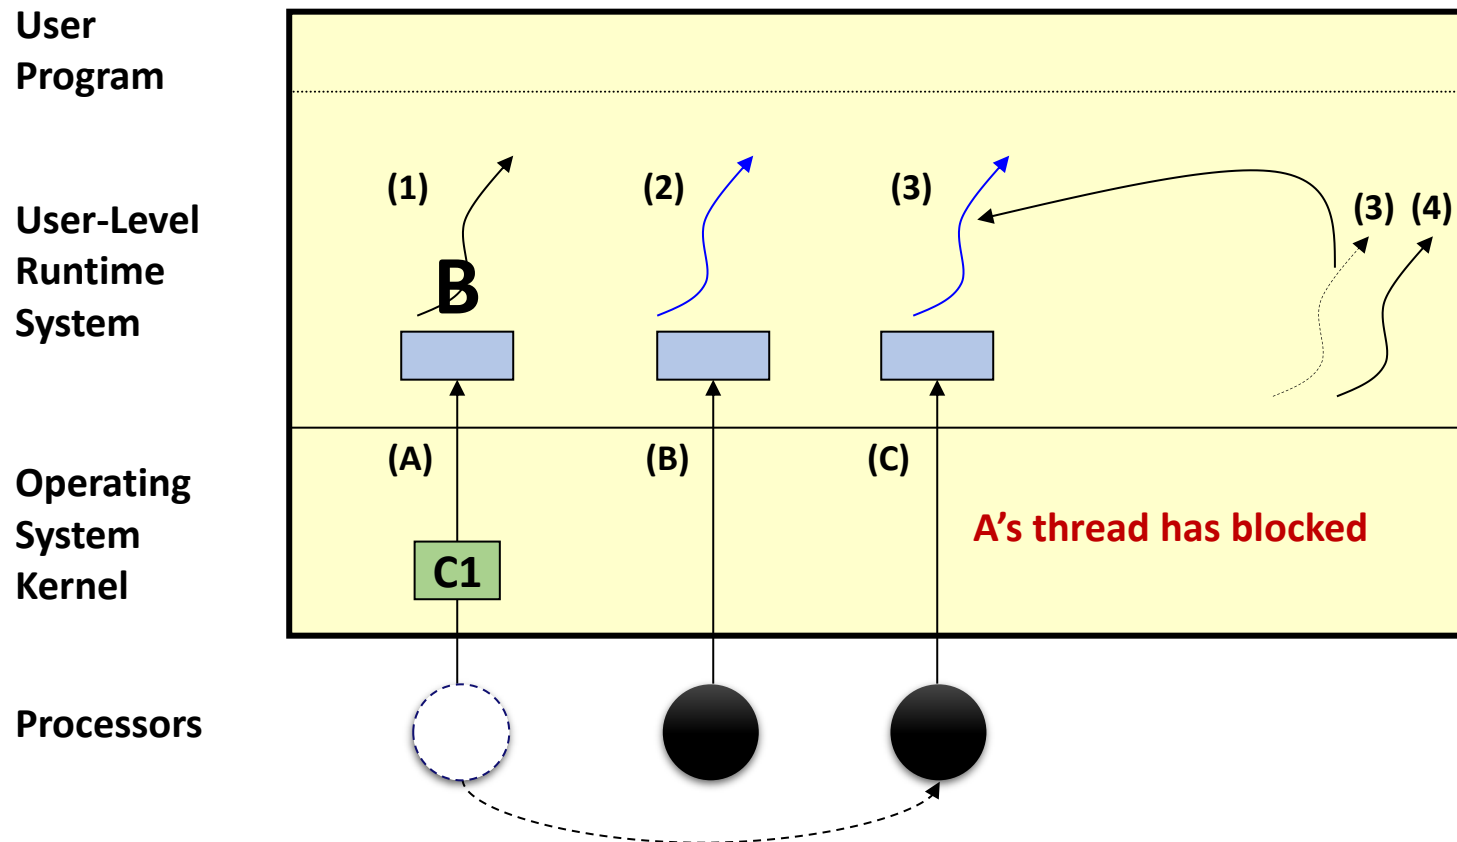 User
Program
(1)
(2)
(3)
(3) (4)
User-Level
Runtime
System
B
(A)
(B)
(C)
Operating
System
Kernel
A’s thread has blocked
C1
Processors